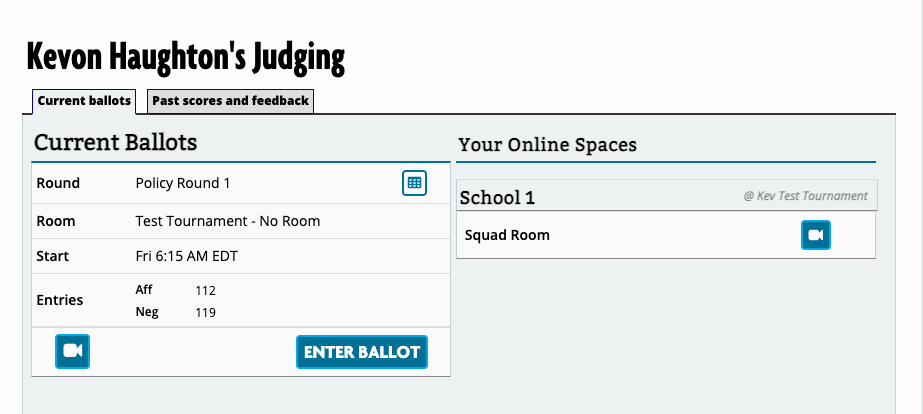 Kevon Haughton's Judging
Current ballots
Past scores and feedback
Current Ballots
Round Policy Round 1
Room Test Tournament - No Room
Start Fri 6:15 AM EDT
Entries
Aff 112
Neg 119
ENTER BALLOT
Your Online Spaces
School 1 @ Kev Test Tournament
Squad Room